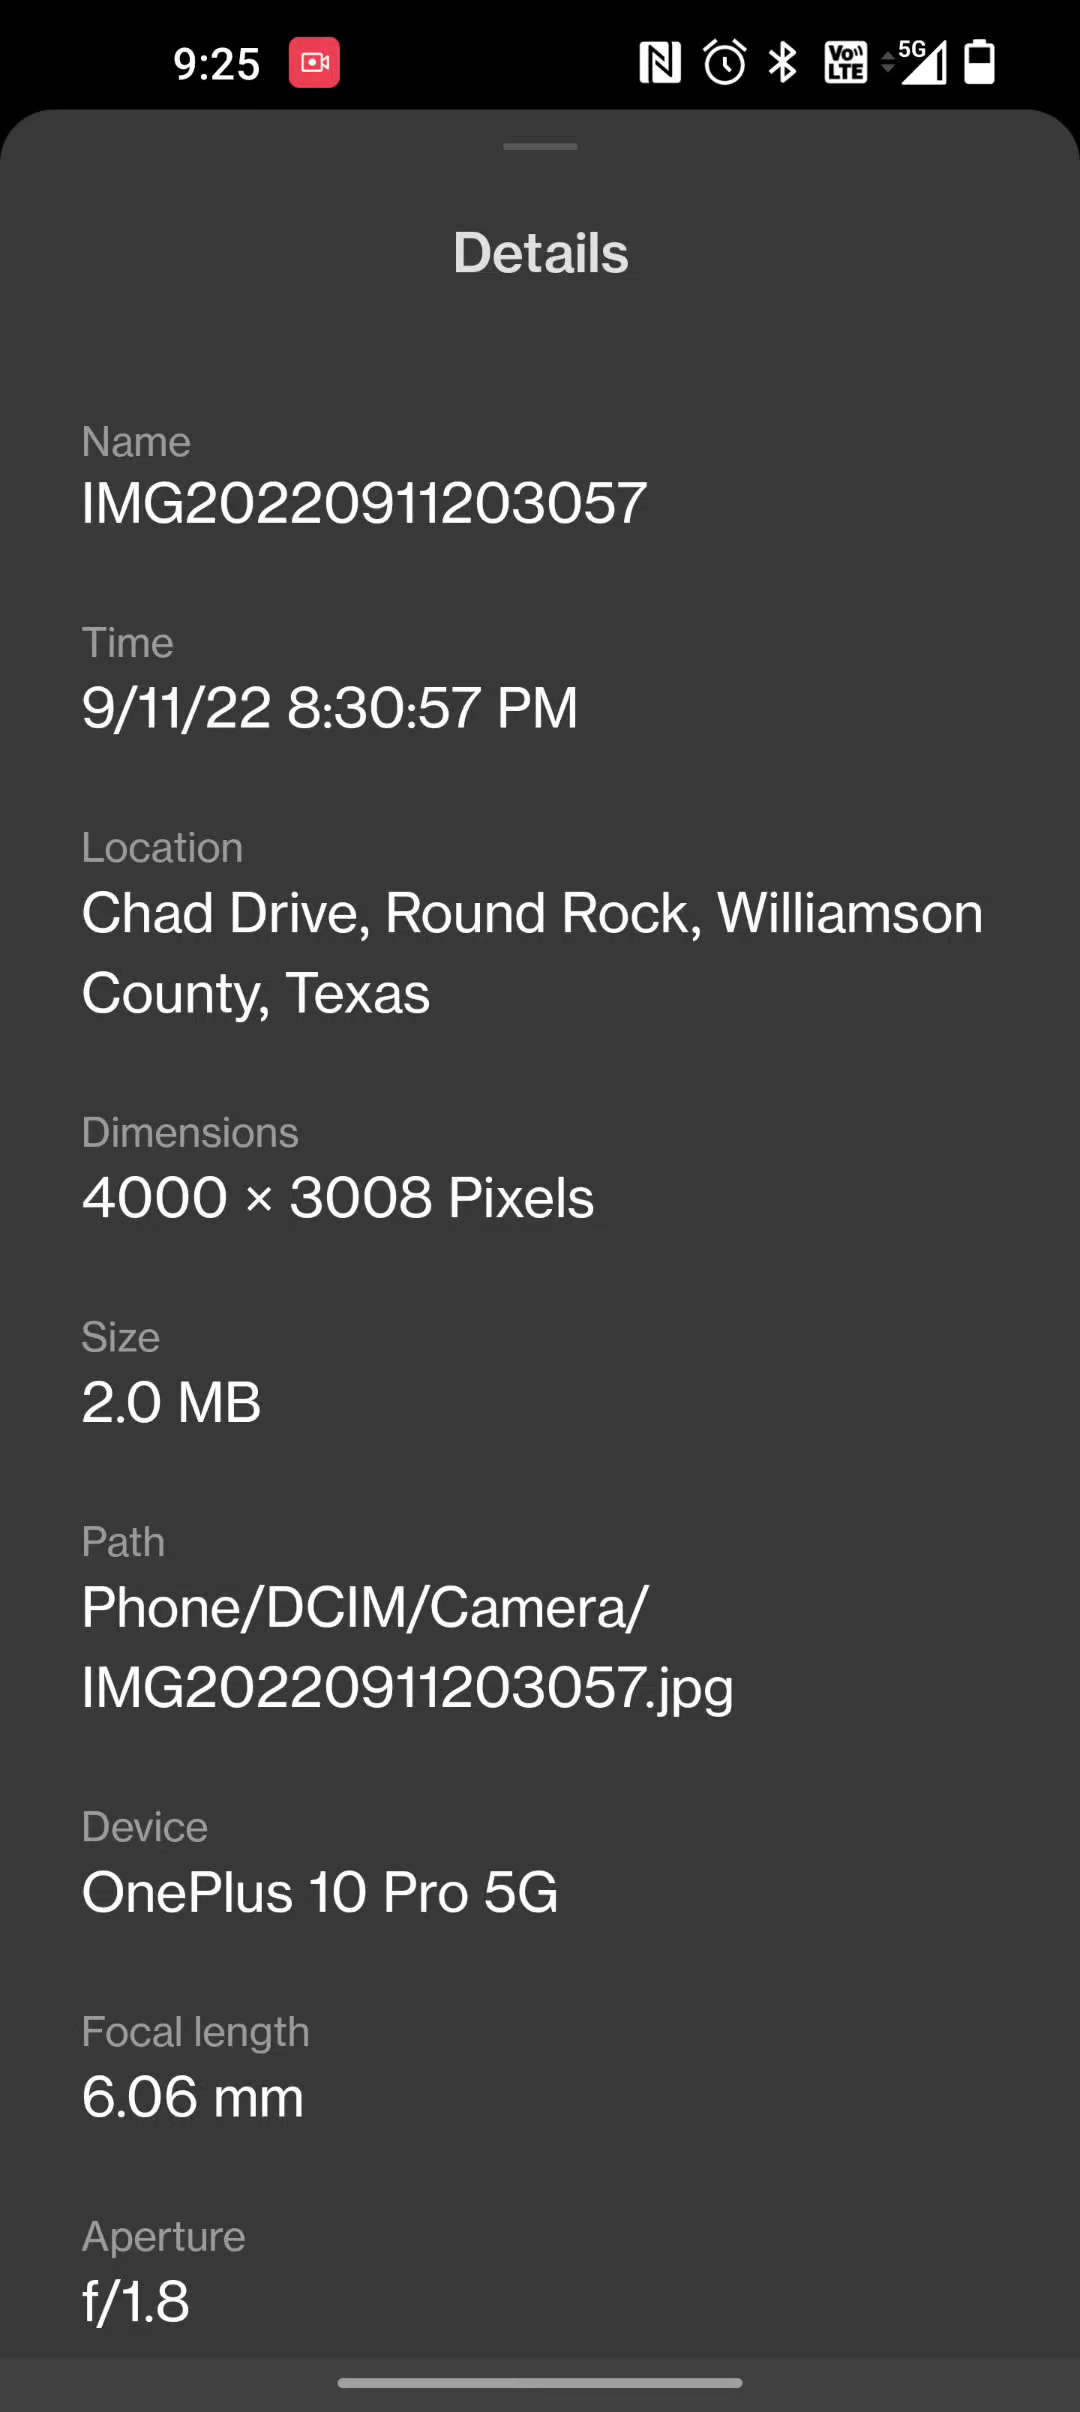 9:25
Vo LTE
5G
Details
Name
IMG20220911203057
Time
9/11/22 8:30:57 PM
Location
Chad Drive, Round Rock, Williamson
County, Texas
Dimensions
4000 × 3008 Pixels
Size
2.0 MB
Path
Phone/DCIM/Camera/
IMG20220911203057.jpg
Device
OnePlus 10 Pro 5G
Focal length
6.06 mm
Aperture
f/1.8